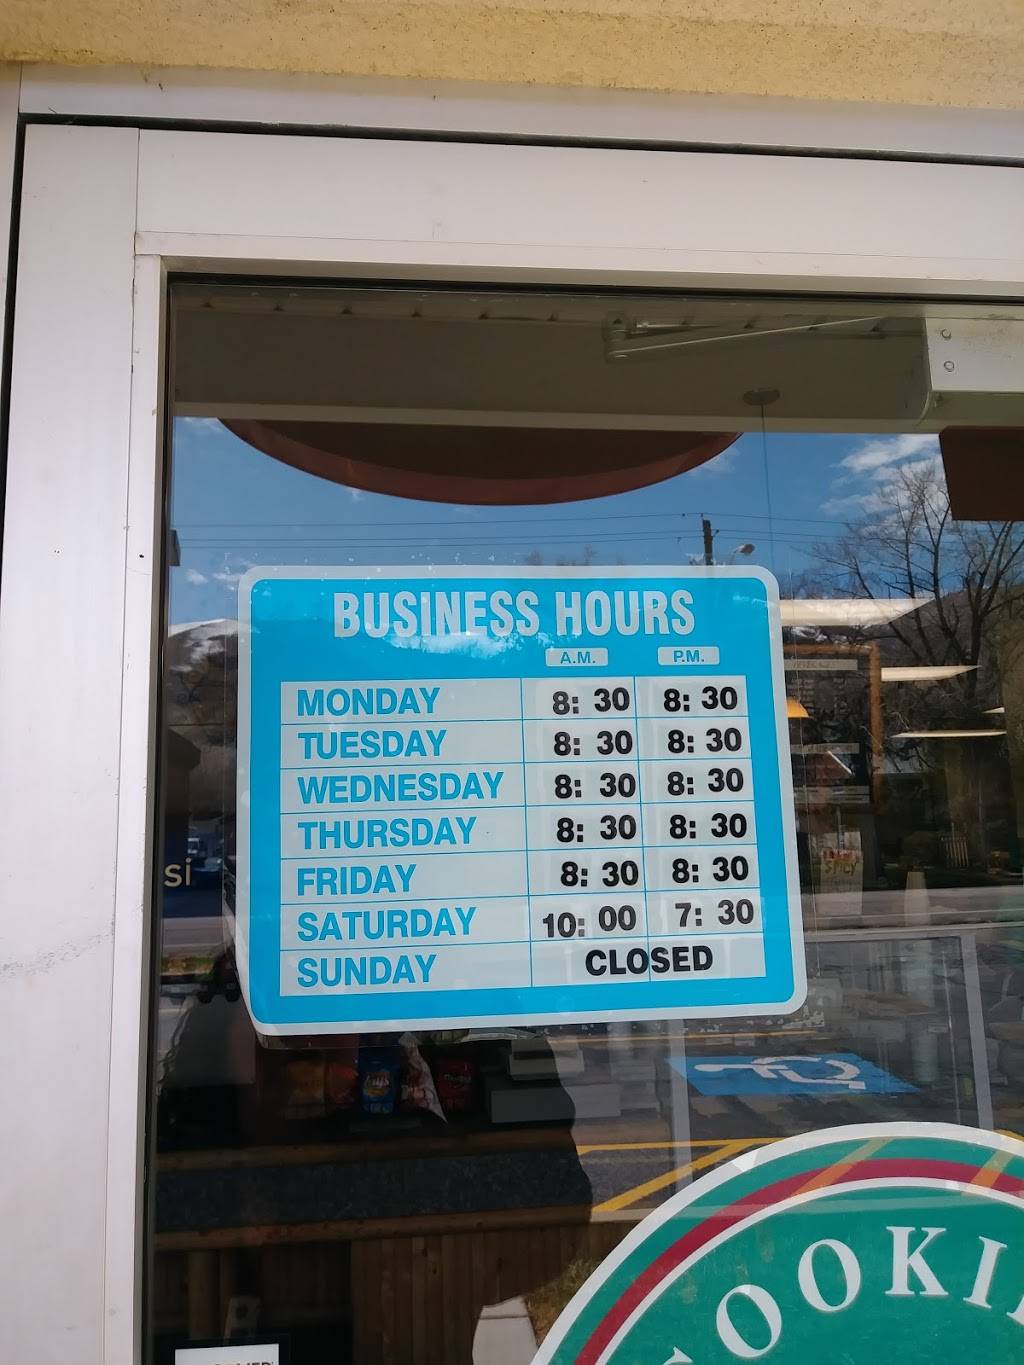 BUSINESS HOURS
A.M. P.M.
MONDAY 8: 30 8: 30
TUESDAY 8: 30 8: 30
WEDNESDAY 8: 30 8: 30
THURSDAY 8: 30 8: 30
FRIDAY 8: 30 8: 30
SATURDAY 10: 00 7: 30
SUNDAY CLOSED
si
OOKI